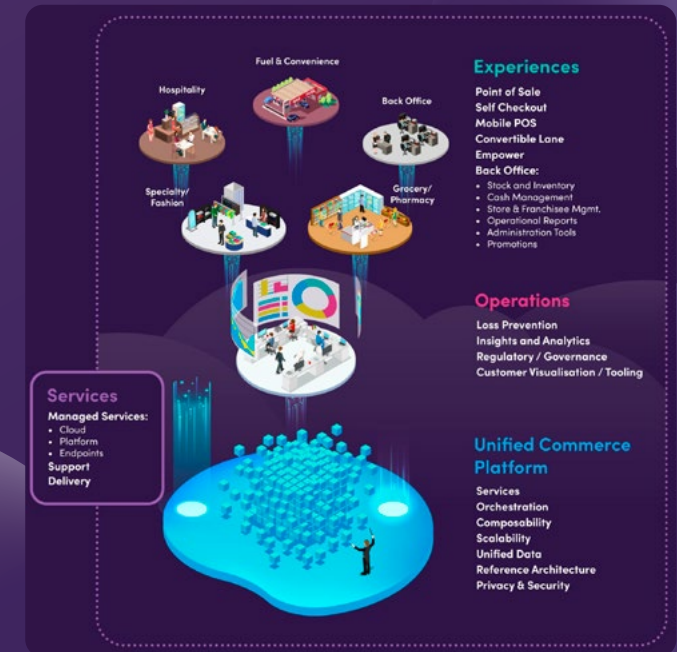 Fuel & Convenience
Hospitality
Back Office
Specialty/
Fashion
Grocery/
Pharmacy
Experiences
Point of Sale
Self Checkout
Mobile POS
Convertible Lane
Empower
Back Office:
• Stock and Inventory
• Cash Management
• Store & Franchisee Mgmt.
• Operational Reports
• Administration Tools
• Promotions
Operations
Loss Prevention
Insights and Analytics
Regulatory / Governance
Customer Visualisation / Tooling
Services
Managed Services:
• Cloud
• Platform
• Endpoints
Support
Delivery
Unified Commerce
Platform
Services
Orchestration
Composability
Scalability
Unified Data
Reference Architecture
Privacy & Security